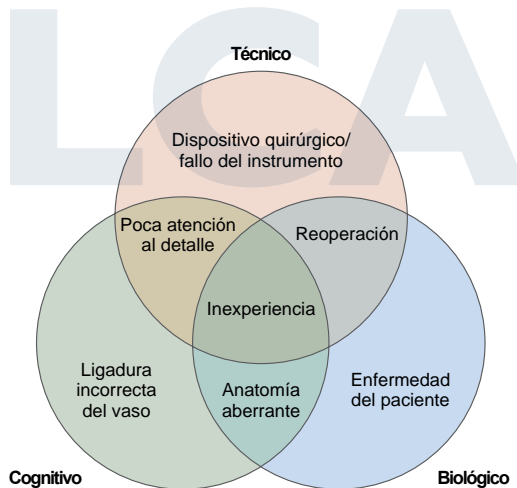 LCA
Técnico
Dispositivo quirúrgico/
fallo del instrumento
Poca atención
al detalle
Reoperación
Inexperiencia
Ligadura
incorrecta
del vaso
Anatomía
aberrante
Enfermedad
del paciente
Cognitivo
Biológico